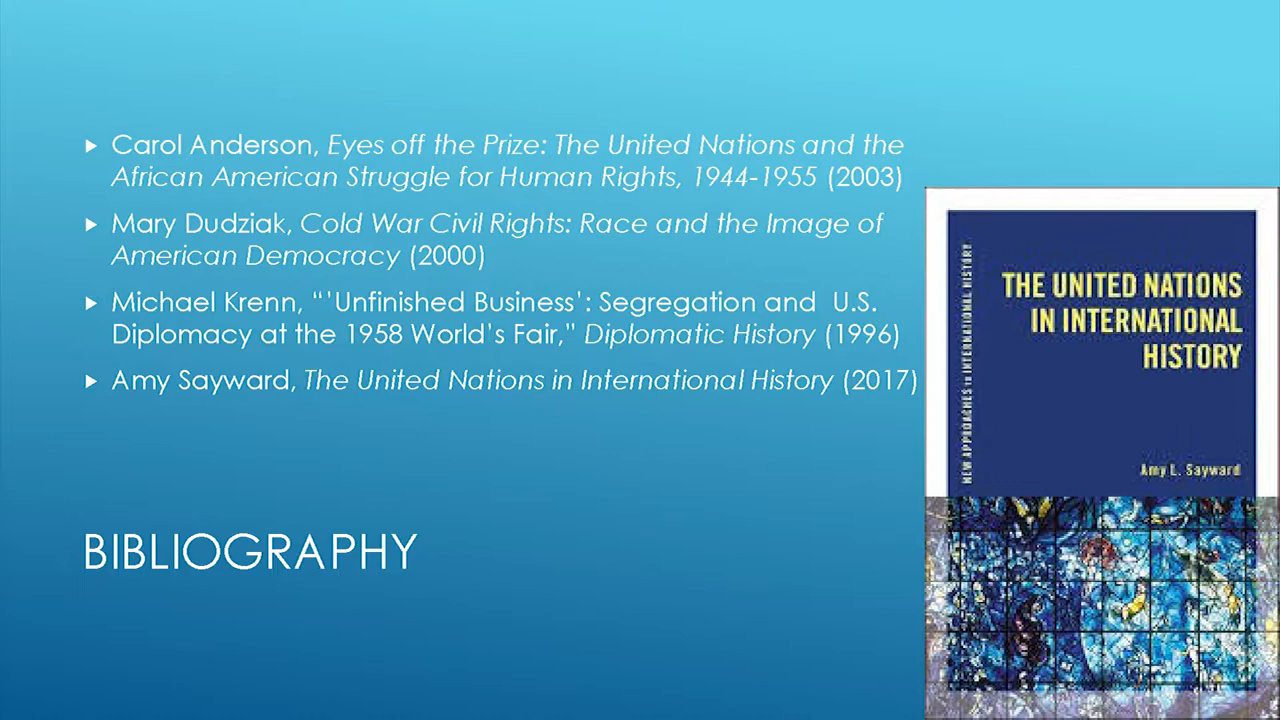 Carol Anderson, Eyes off the Prize: The United Nations and the
African American Struggle for Human Rights, 1944-1955 (2003)
Mary Dudziak, Cold War Civil Rights: Race and the Image of
American Democracy (2000)
Michael Krenn, “’Unfinished Business’: Segregation and  U.S.
Diplomacy at the 1958 World’s Fair,” Diplomatic History (1996)
Amy Sayward, The United Nations in International History (2017)
BIBLIOGRAPHY
NEW APPROACHES to INTERNATIONAL HISTORY
THE UNITED NATIONS
IN INTERNATIONAL
HISTORY
Amy L. Sayward